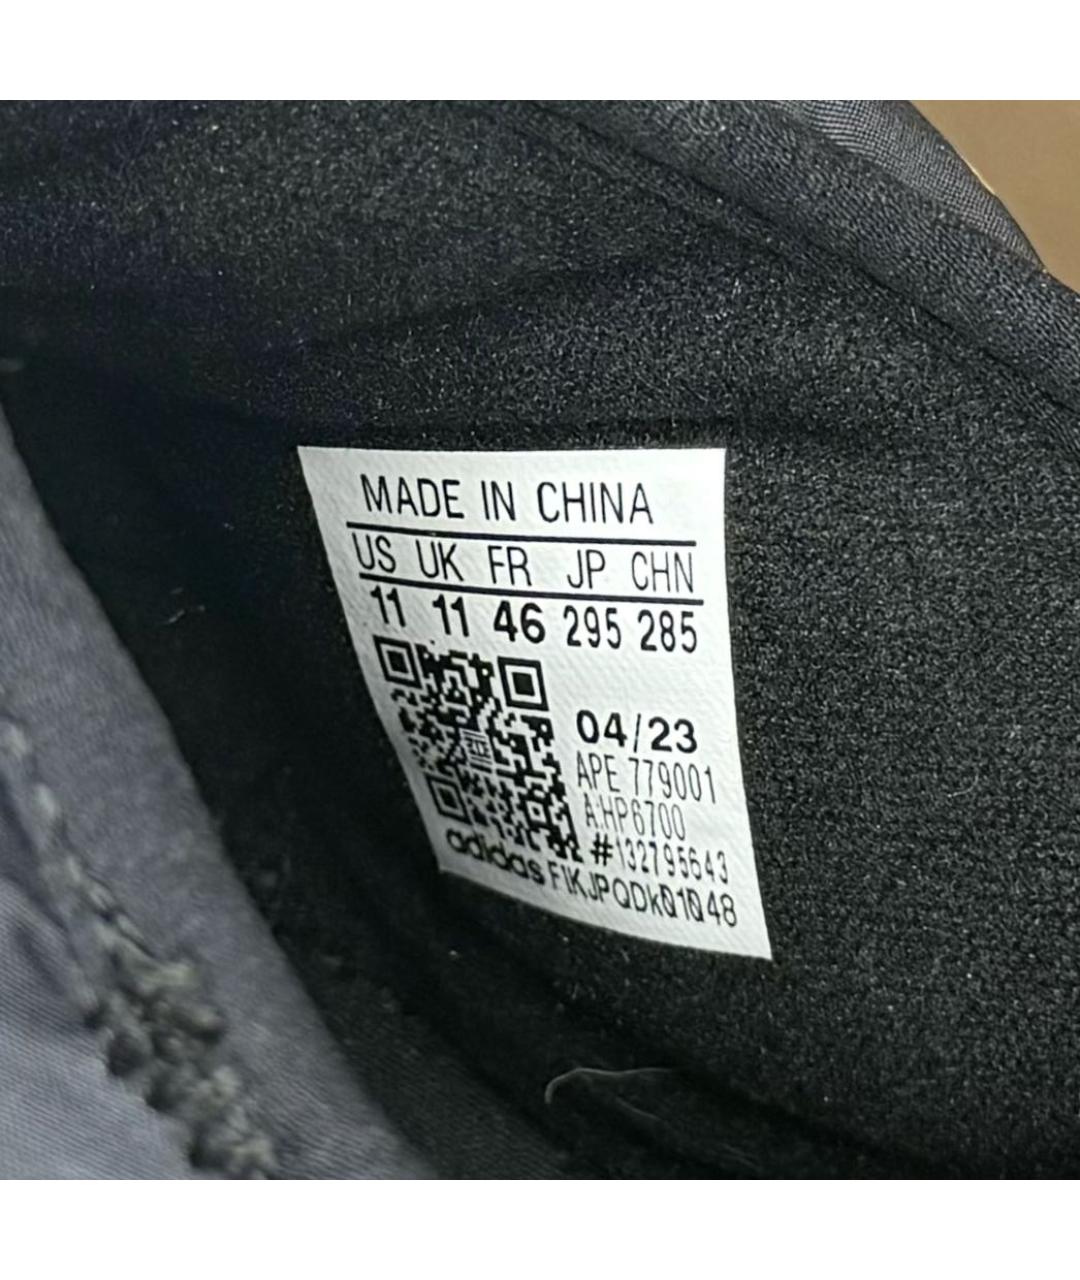 MADE IN CHINA
US UK FR JP CHN
11 11 46 295 285
04/23
APE 779001
A:HP6700
#132795643
adidas FIKJPQDk01048